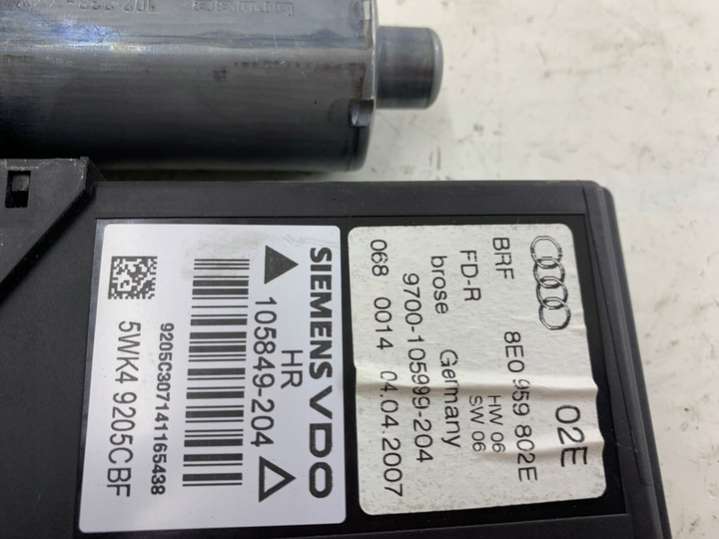 SIEMENS VDO
105849-204
HR
9205C307141165438
5WK4 9205CBF
02E
8E0 959 802E
BRF
HW 06
SW 06
FD-R
brose Germany
9700-105999-204
068 0014 04.04.2007